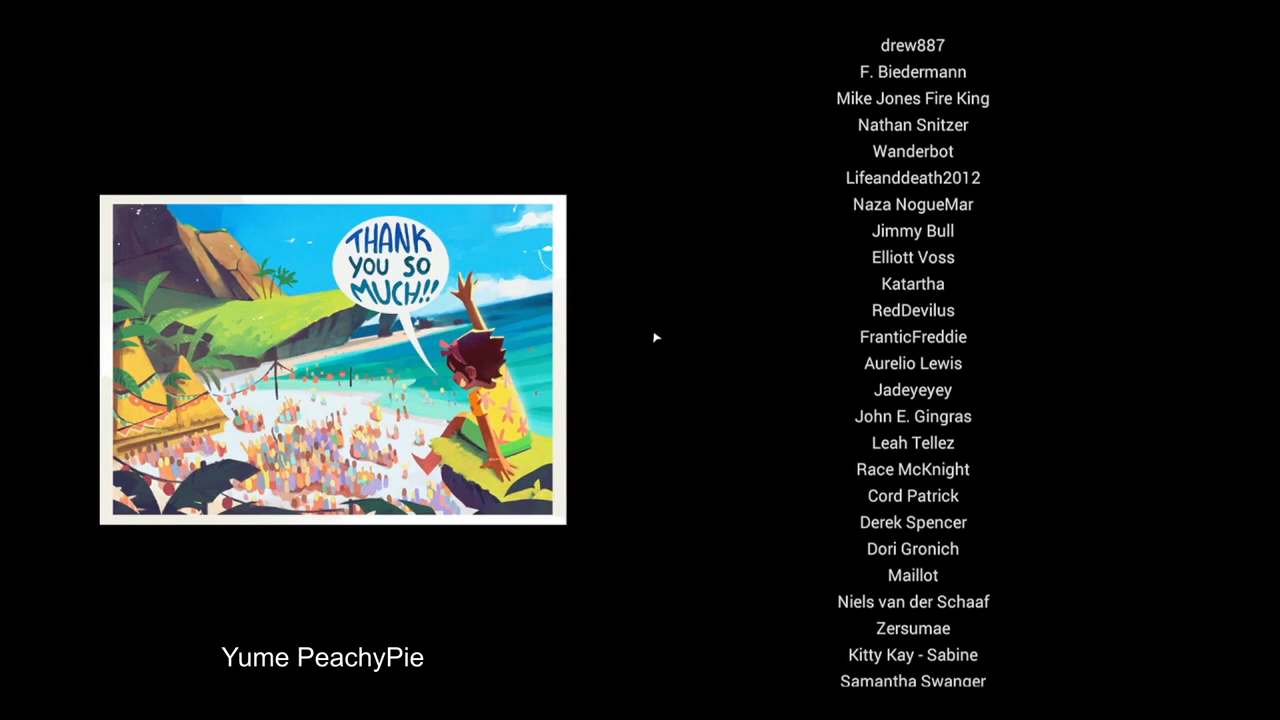 THANK
YOU SO
MUCH!!
Yume PeachyPie
drew887
F. Biedermann
Mike Jones Fire King
Nathan Snitzer
Wanderbot
Lifeanddeath2012
Naza NogueMar
Jimmy Bull
Elliott Voss
Katartha
RedDevilus
FranticFreddie
Aurelio Lewis
Jadeyeyey
John E. Gingras
Leah Tellez
Race McKnight
Cord Patrick
Derek Spencer
Dori Gronich
Maillot
Niels van der Schaaf
Zersumae
Kitty Kay - Sabine
Samantha Swanger